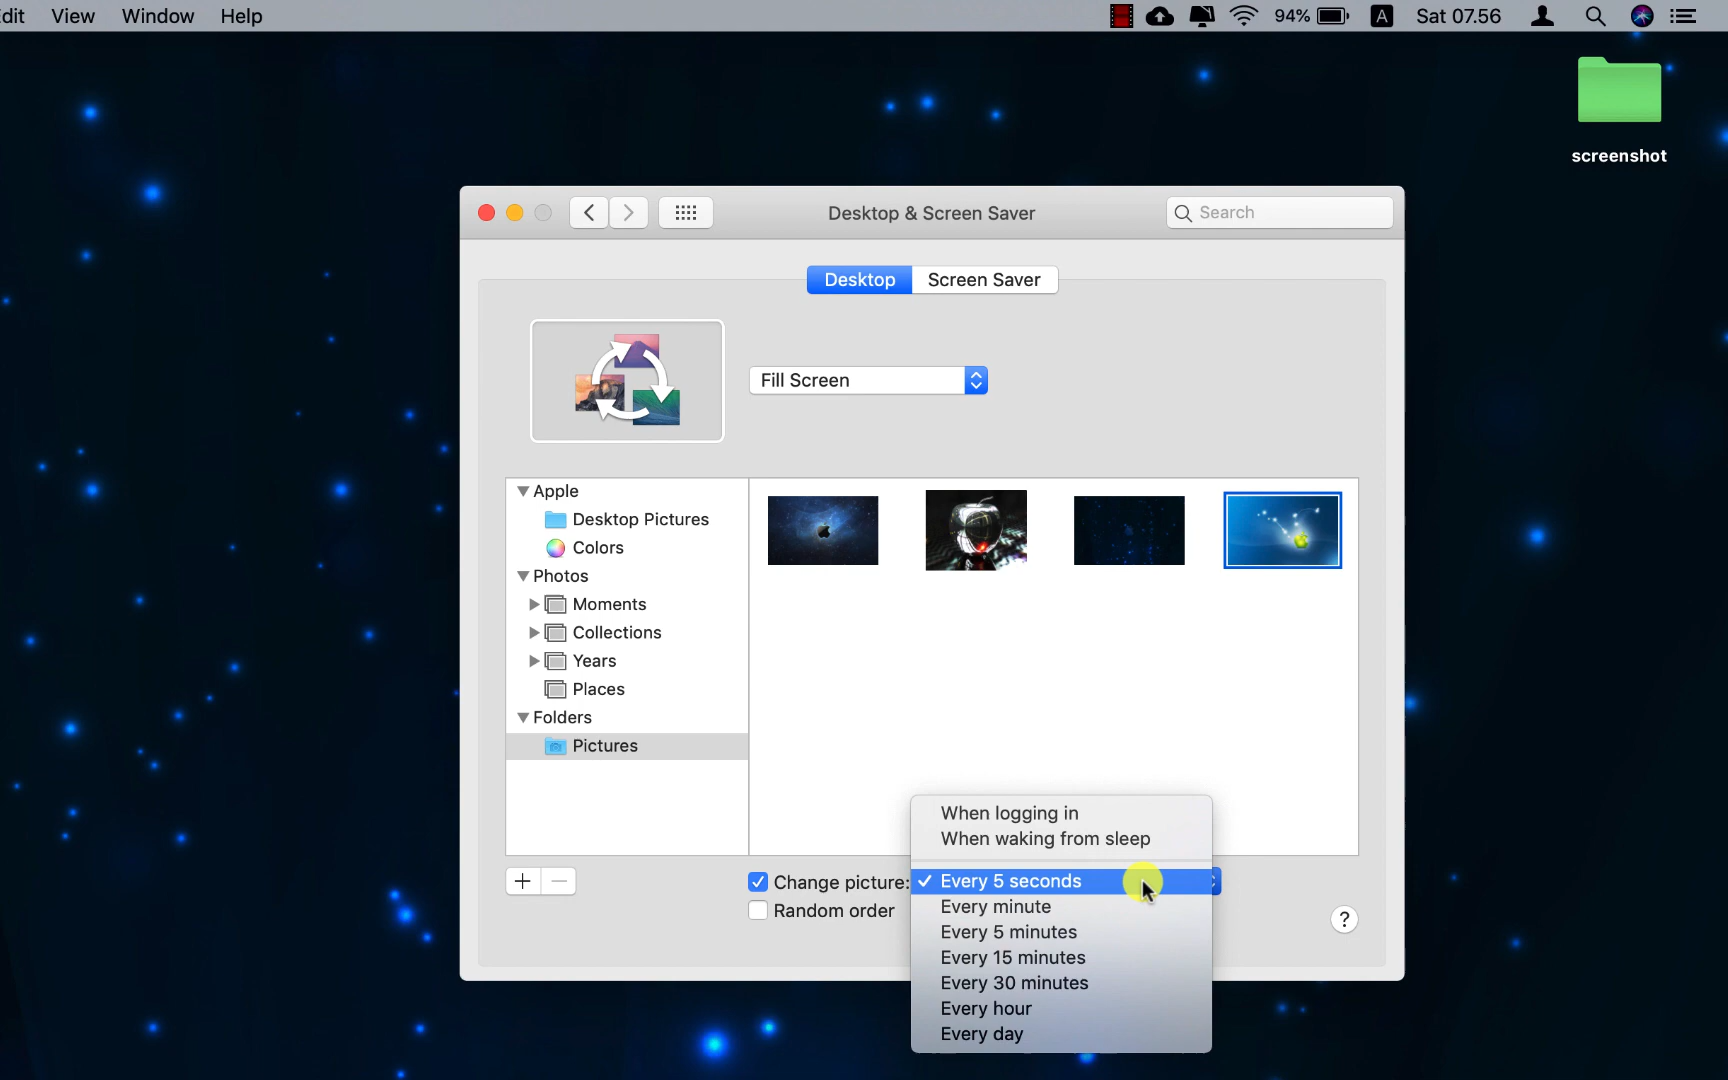 dit View Window Help 94% A Sat 07.56
screenshot
Desktop & Screen Saver Search
Desktop Screen Saver
Fill Screen
Apple
Desktop Pictures
Colors
Photos
Moments
Collections
Years
Places
Folders
Pictures
When logging in
When waking from sleep
Change picture: ✓ Every 5 seconds
Random order
Every minute
Every 5 minutes
Every 15 minutes
Every 30 minutes
Every hour
Every day
?